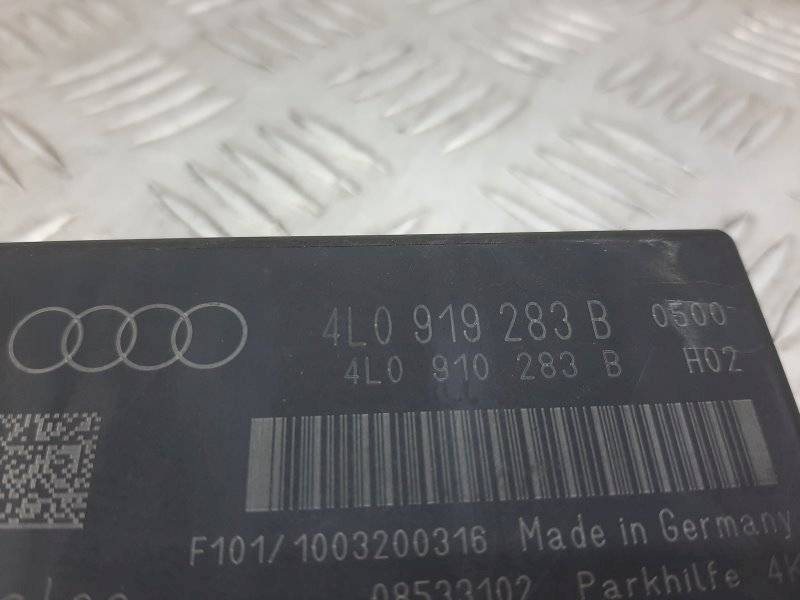 4L0 919 283 B 0500
4L0 910 283 B H02
F101/1003200316 Made in Germany
08533102 Parkhilfe 4K